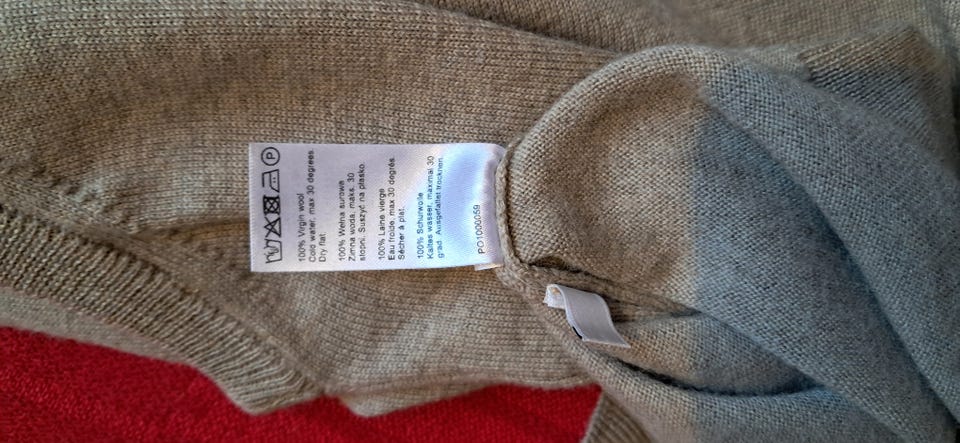 P
100% Virgin wool
Cold water, max 30 degrees.
Dry flat.
100% Wełna surowa
Zimna woda, maks. 30
stopni. Suszyć na płasko.
100% Laine vierge
Eau froide, max 30 degrés.
Sécher à plat.
100% Schurwolle
Kaltes wasser, maximal 30
grad. Ausgefaltet trocknen.
PO1000059